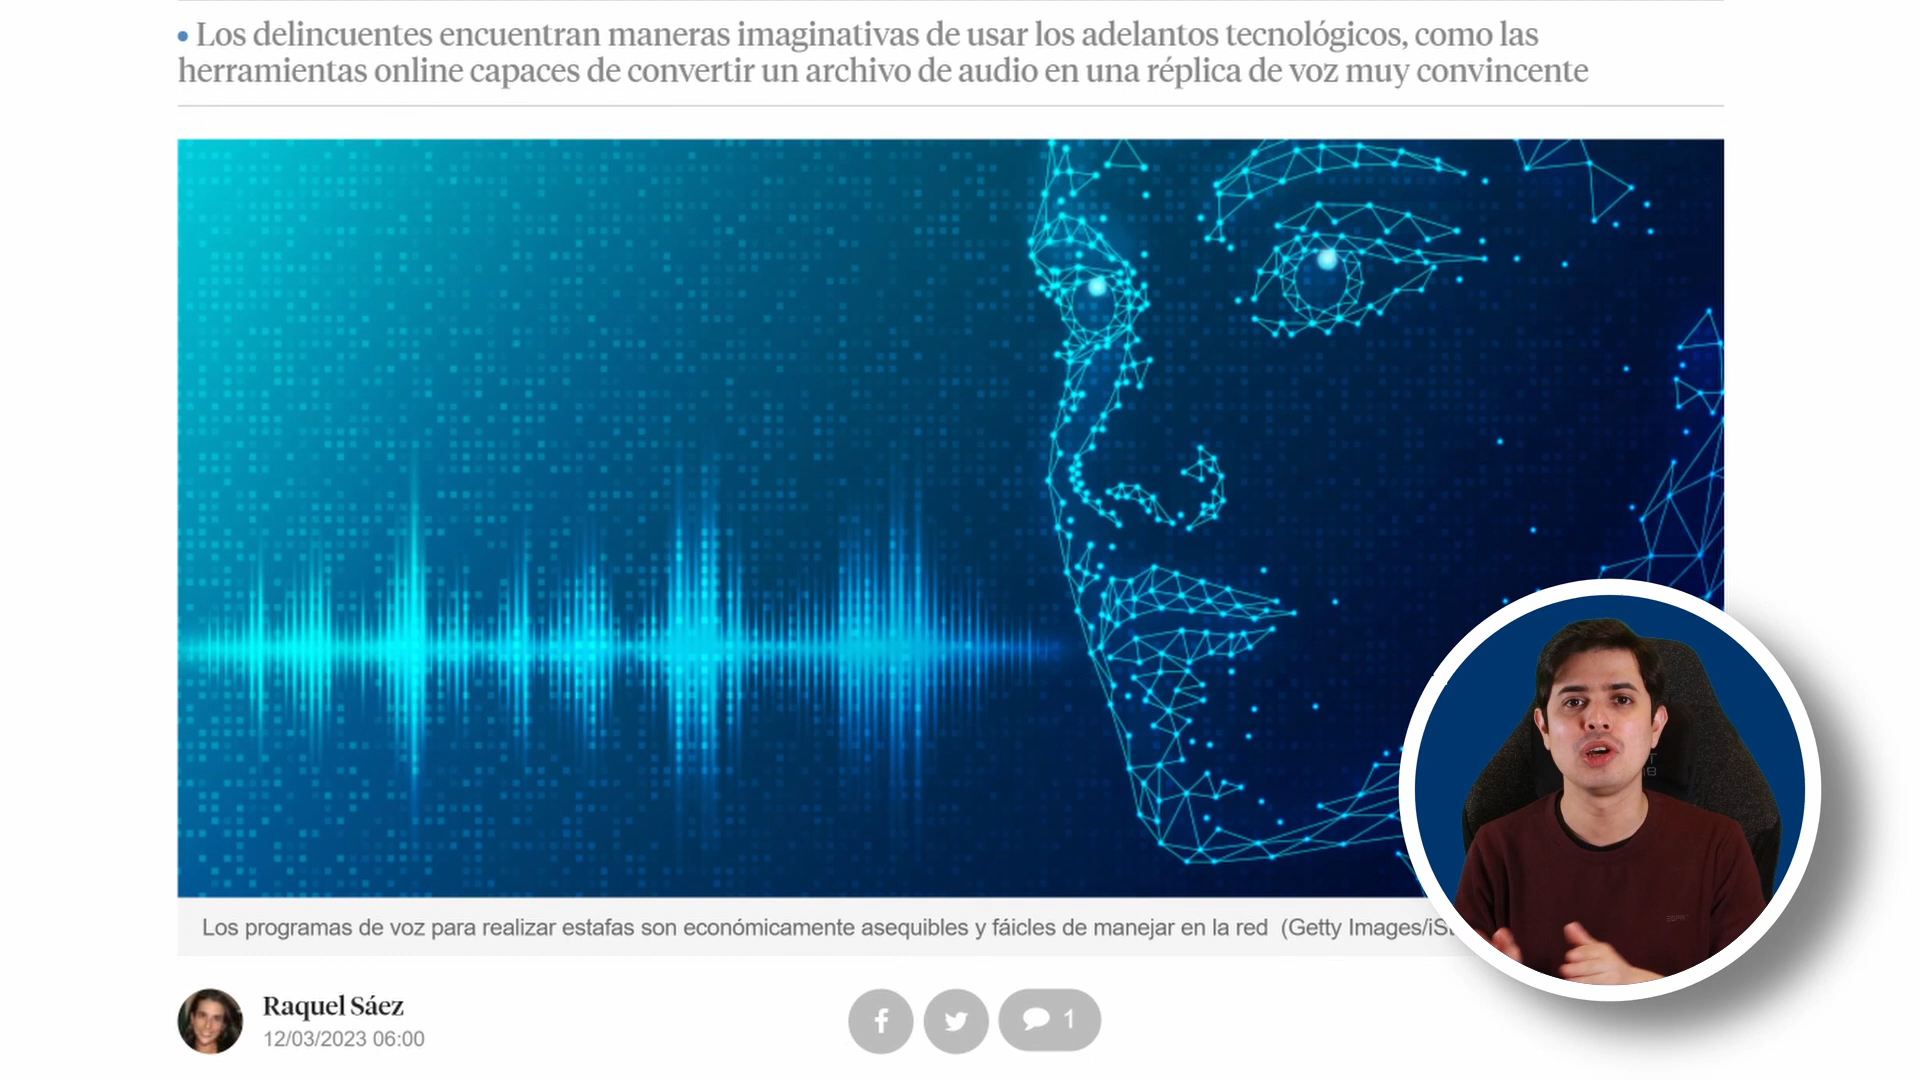 • Los delincuentes encuentran maneras imaginativas de usar los adelantos tecnológicos, como las
herramientas online capaces de convertir un archivo de audio en una réplica de voz muy convincente
Los programas de voz para realizar estafas son económicamente asequibles y fáicles de manejar en la red (Getty Images/iSt
Raquel Sáez
12/03/2023 06:00
1